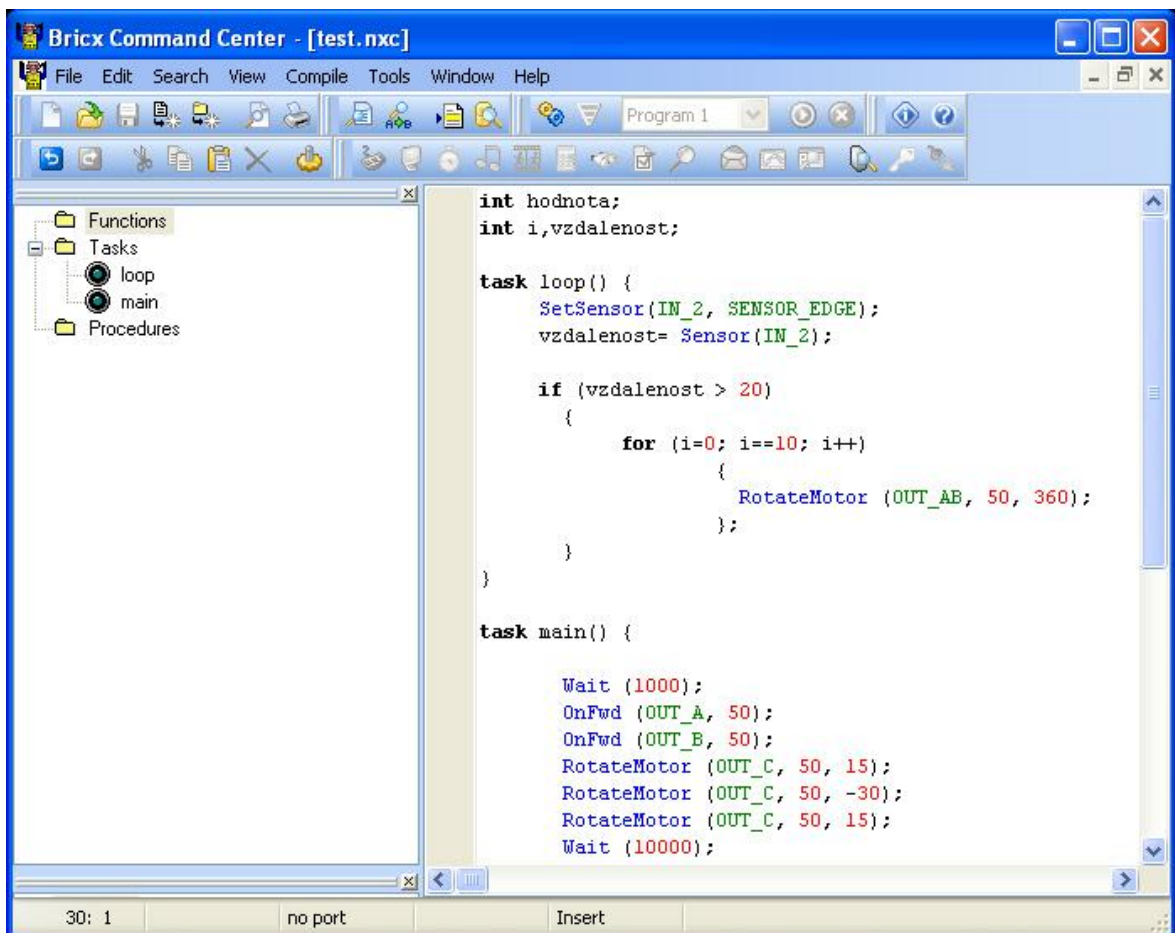 Bricx Command Center - [test.nxc]
File Edit Search View Compile Tools Window Help
Program 1
Functions
Tasks
loop
main
Procedures
int hodnota;
int i,vzdalenost;
task loop() {
SetSensor(IN_2, SENSOR_EDGE);
vzdalenost= Sensor(IN_2);
if (vzdalenost > 20)
{
for (i=0; i==10; i++)
{
RotateMotor (OUT_AB, 50, 360);
};
}
}
task main() {
Wait (1000);
OnFwd (OUT_A, 50);
OnFwd (OUT_B, 50);
RotateMotor (OUT_C, 50, 15);
RotateMotor (OUT_C, 50, -30);
RotateMotor (OUT_C, 50, 15);
Wait (10000);
30: 1 no port Insert